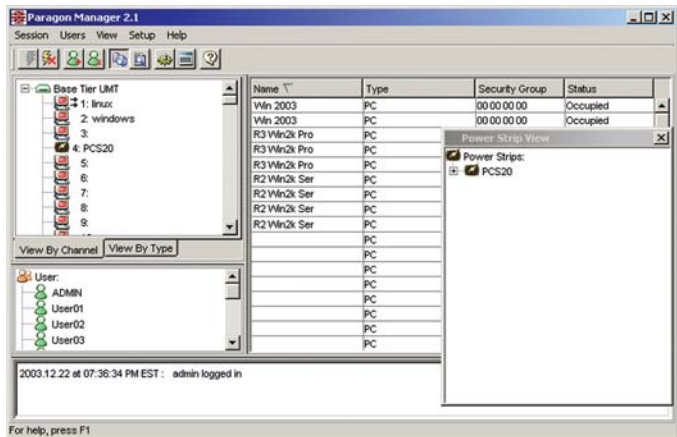 Paragon Manager 2.1
Session Users View Setup Help
Base Tier UMT
1: linux
2: windows
3:
4: PCS20
5:
6:
7:
8:
9:
View By Channel View By Type
User:
ADMIN
User01
User02
User03
Name Type Security Group Status
Win 2003 PC 00 00 00 00 Occupied
Win 2003 PC 00 00 00 00 Occupied
R3 Win2k Pro PC
R3 Win2k Pro PC
R3 Win2k Pro PC
R2 Win2k Ser PC
R2 Win2k Ser PC
R2 Win2k Ser PC
R2 Win2k Ser PC
PC
PC
PC
PC
PC
PC
PC
PC
Power Strip View
Power Strips:
PCS20
2003.12.22 at 07:36:34 PM EST : admin logged in
For help, press F1